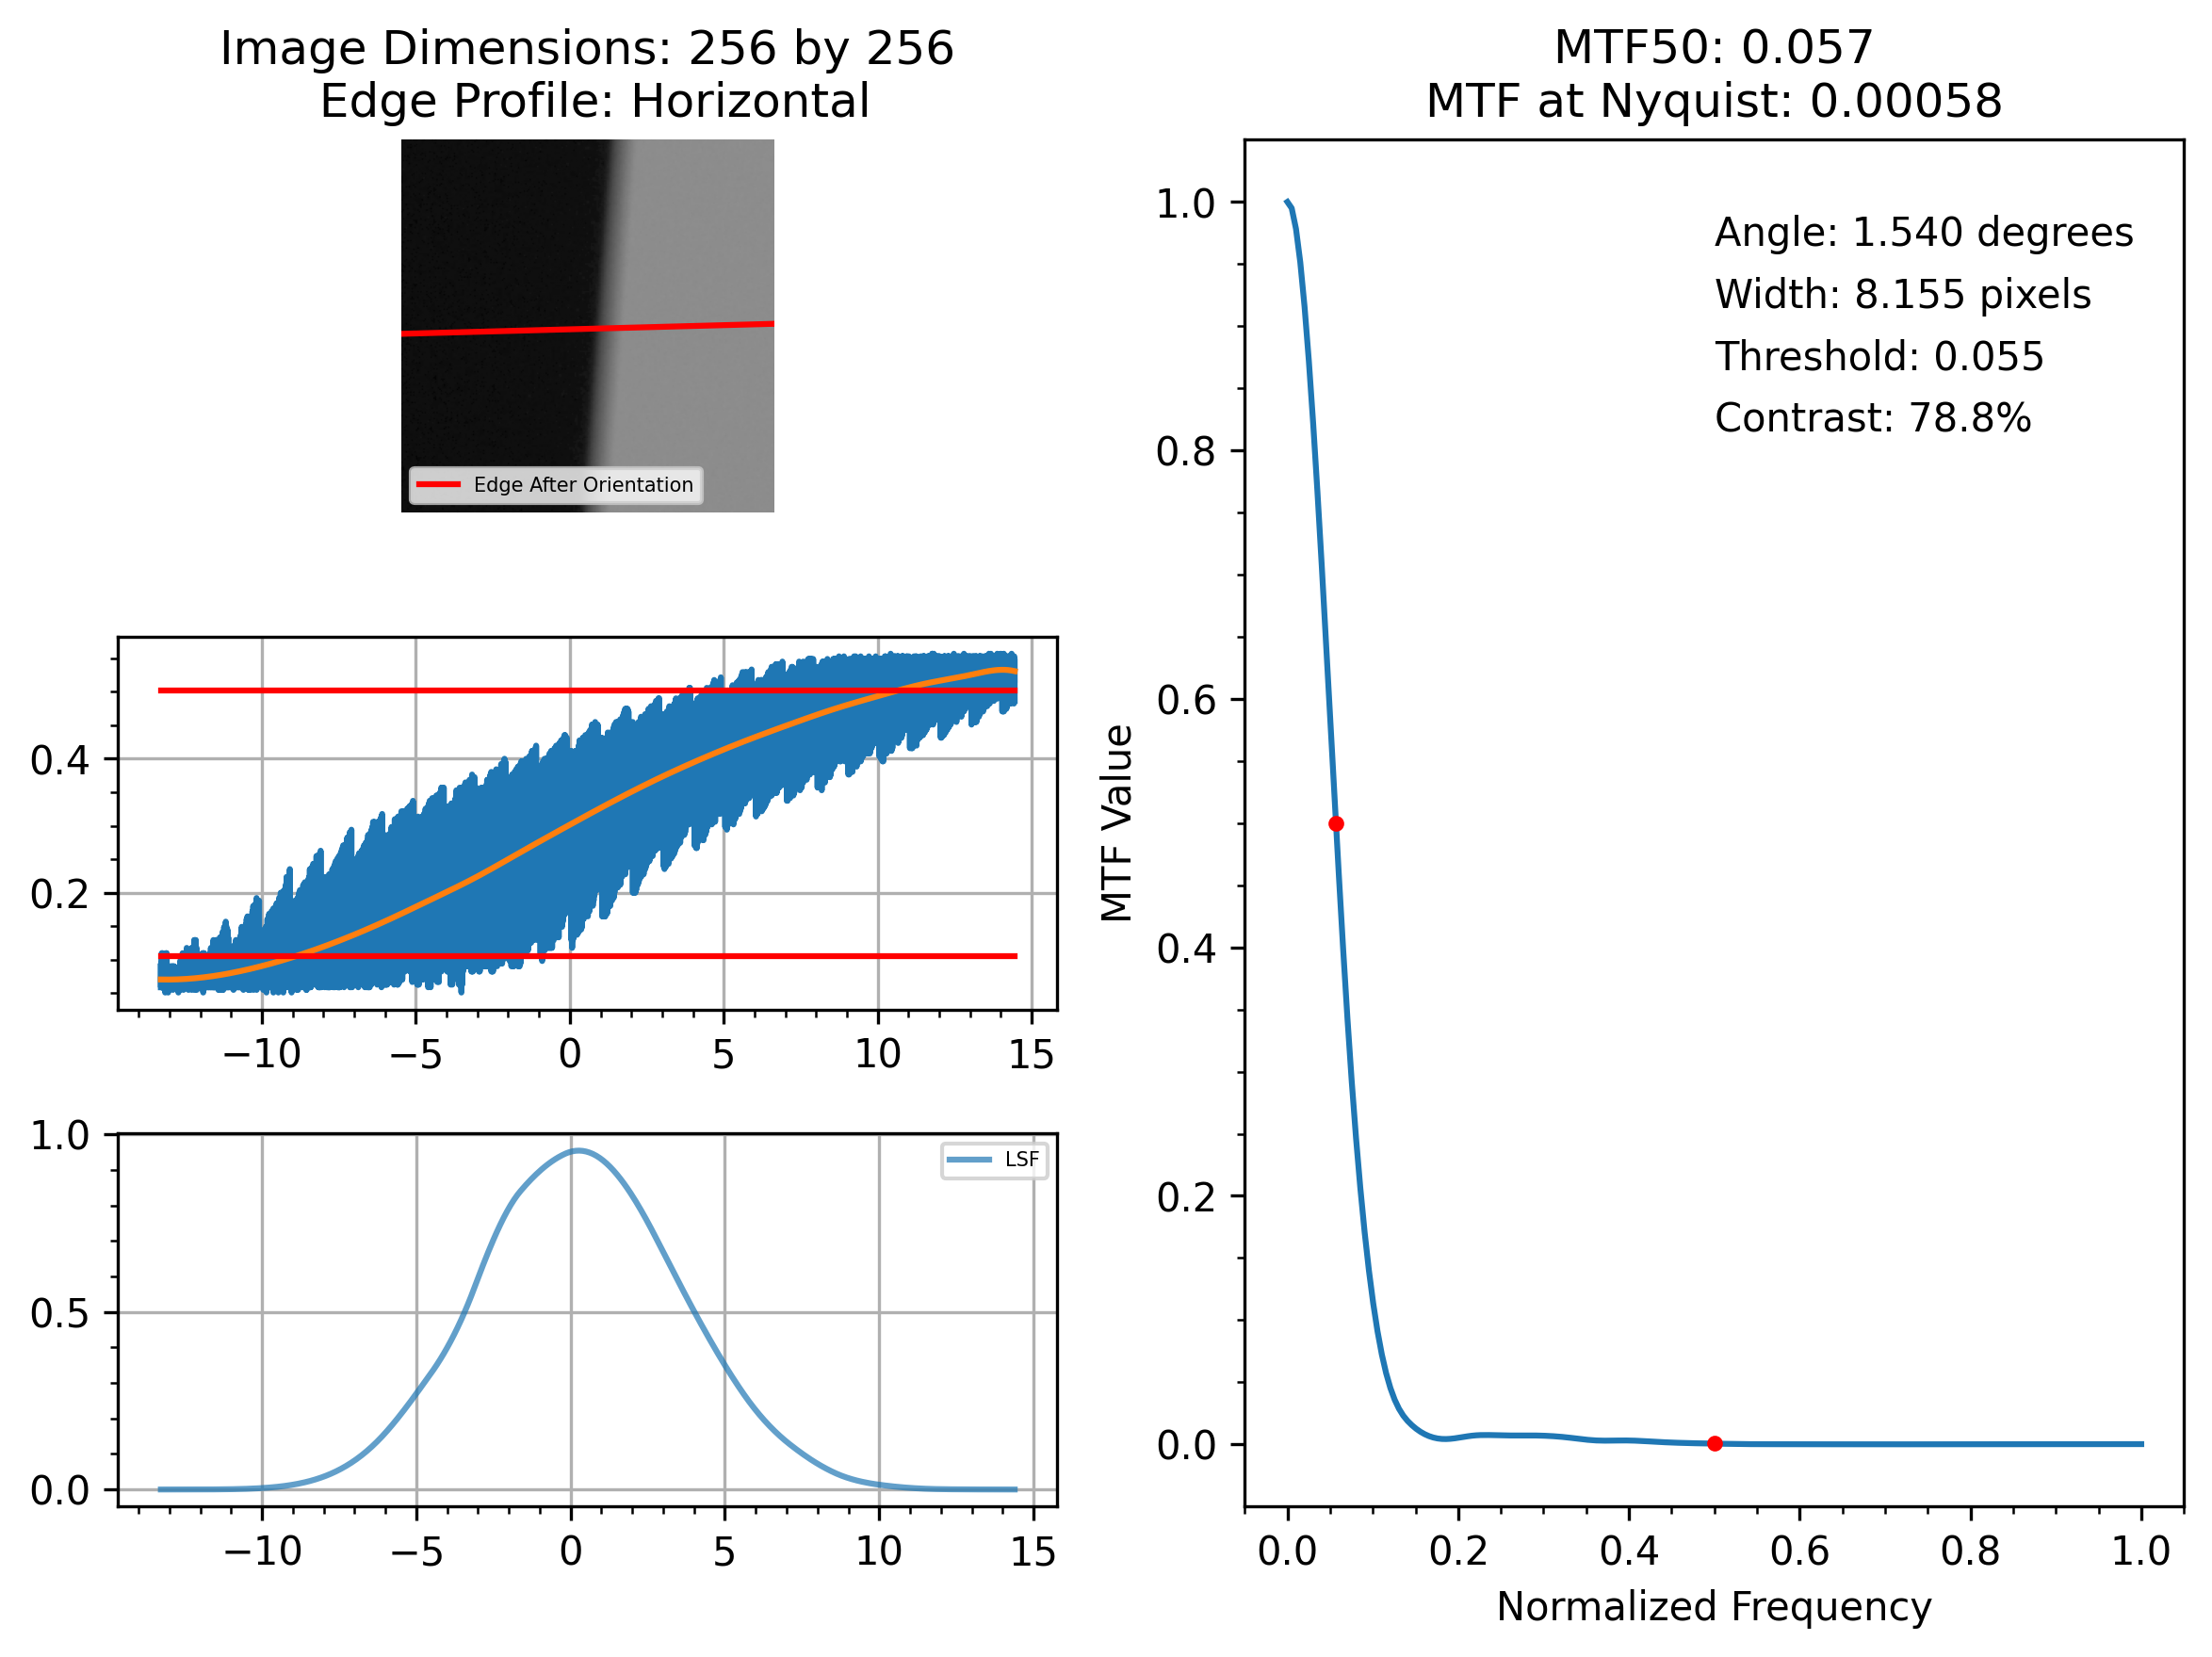 Image Dimensions: 256 by 256
Edge Profile: Horizontal
Edge After Orientation
0.4
0.2
−10 −5 0 5 10 15
1.0
0.5
0.0
LSF
−10 −5 0 5 10 15
MTF50: 0.057
MTF at Nyquist: 0.00058
Angle: 1.540 degrees
Width: 8.155 pixels
Threshold: 0.055
Contrast: 78.8%
MTF Value
1.0
0.8
0.6
0.4
0.2
0.0
0.0 0.2 0.4 0.6 0.8 1.0
Normalized Frequency